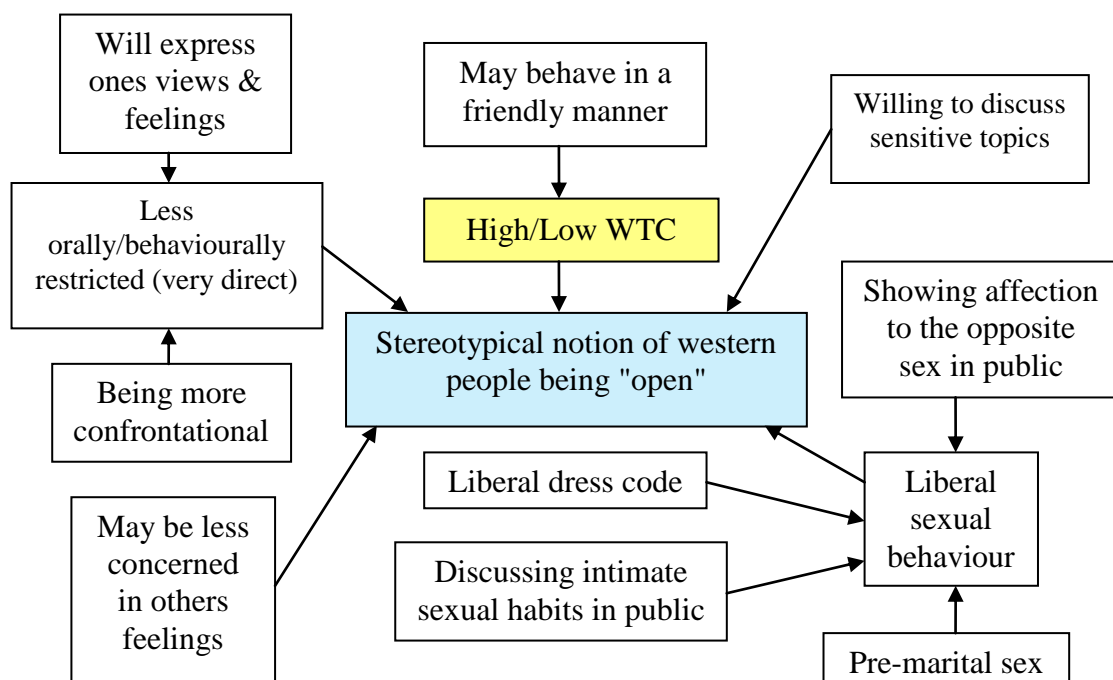 Will express
ones views &
feelings
May behave in a
friendly manner
Willing to discuss
sensitive topics
Less
orally/behaviourally
restricted (very direct)
High/Low WTC
Showing affection
to the opposite
sex in public
Stereotypical notion of western
people being "open"
Being more
confrontational
Liberal dress code
Liberal
sexual
behaviour
May be less
concerned
in others
feelings
Discussing intimate
sexual habits in public
Pre-marital sex